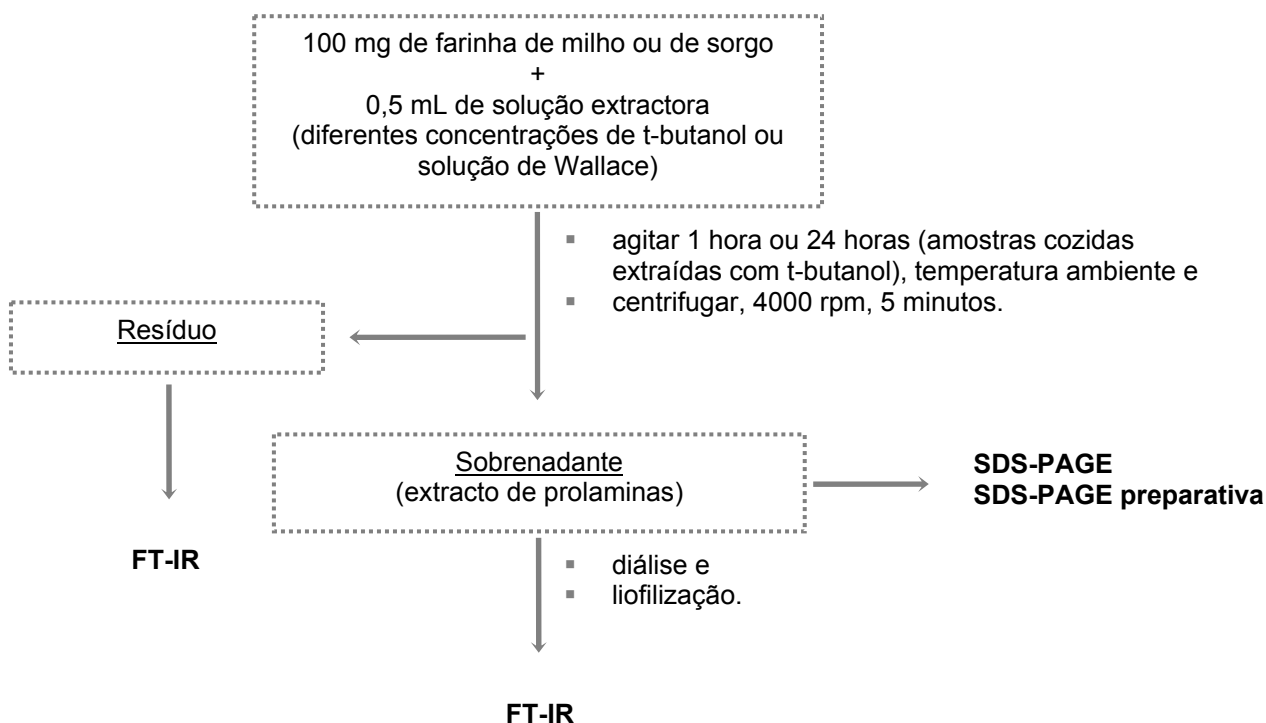 100 mg de farinha de milho ou de sorgo
+
0,5 mL de solução extractora
(diferentes concentrações de t-butanol ou
solução de Wallace)
▪ agitar 1 hora ou 24 horas (amostras cozidas
extraídas com t-butanol), temperatura ambiente e
▪ centrifugar, 4000 rpm, 5 minutos.
Resíduo
Sobrenadante
(extracto de prolaminas)
SDS-PAGE
SDS-PAGE preparativa
FT-IR
▪ diálise e
▪ liofilização.
FT-IR